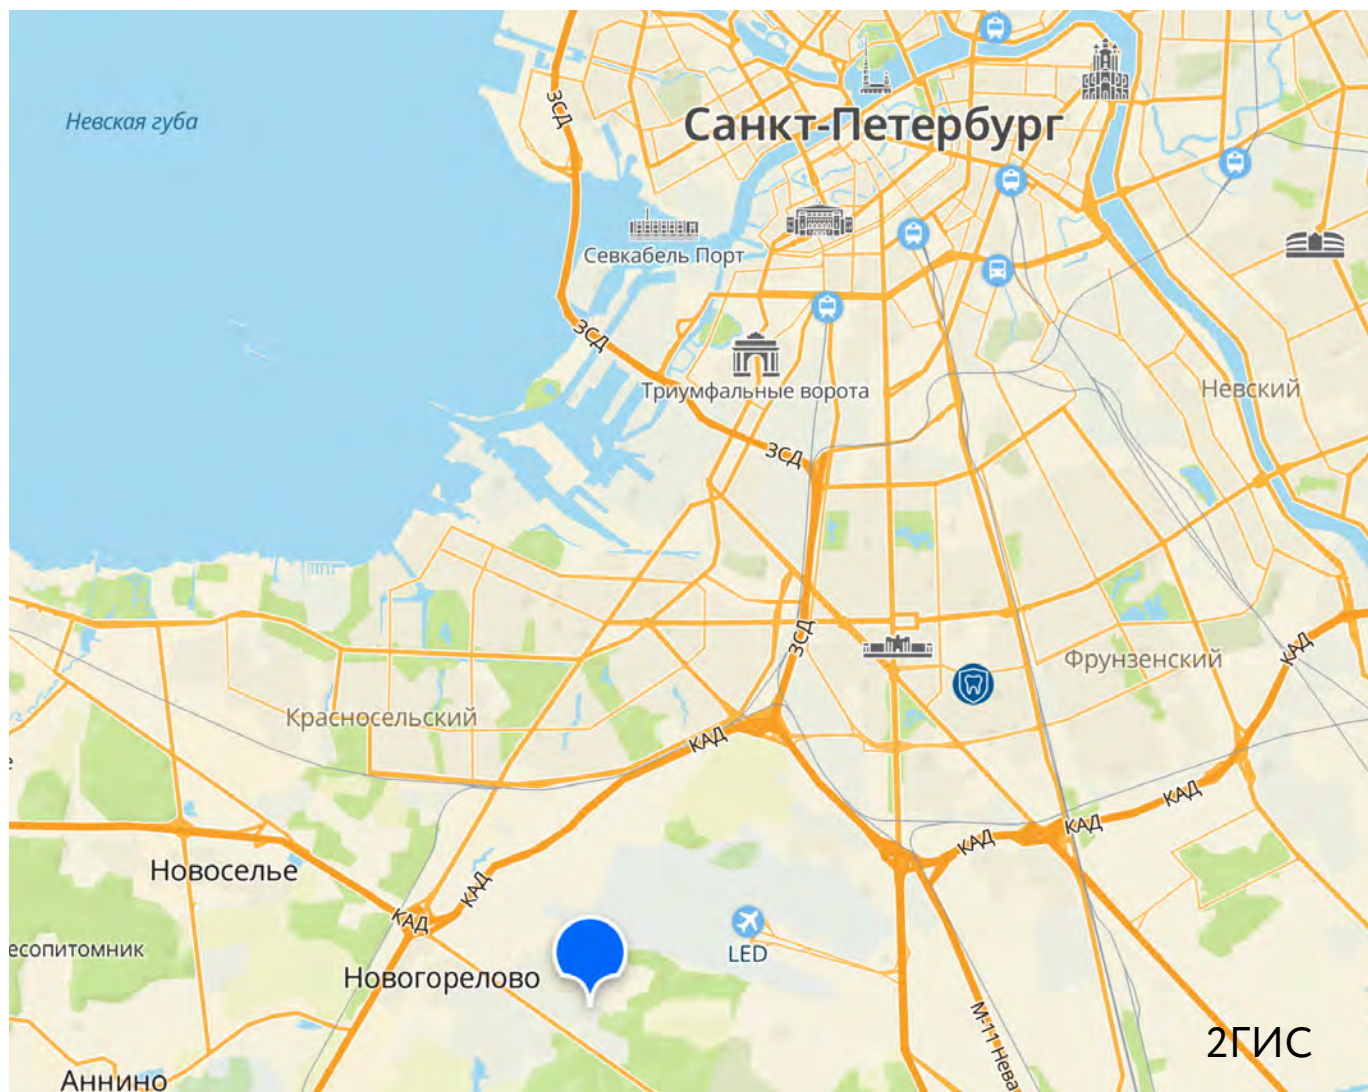 ЗСД
Невская губа
Санкт-Петербург
Севкабель Порт
ЗСД
Триумфальные ворота
Невский
ЗСД
ЗСД
КАД
Фрунзенский
Красносельский
КАД
КАД
КАД
КАД
Новоселье
КАД
КАД
есопитомник
LED
Новогорелово
М-11 Нева
2ГИС
Аннино